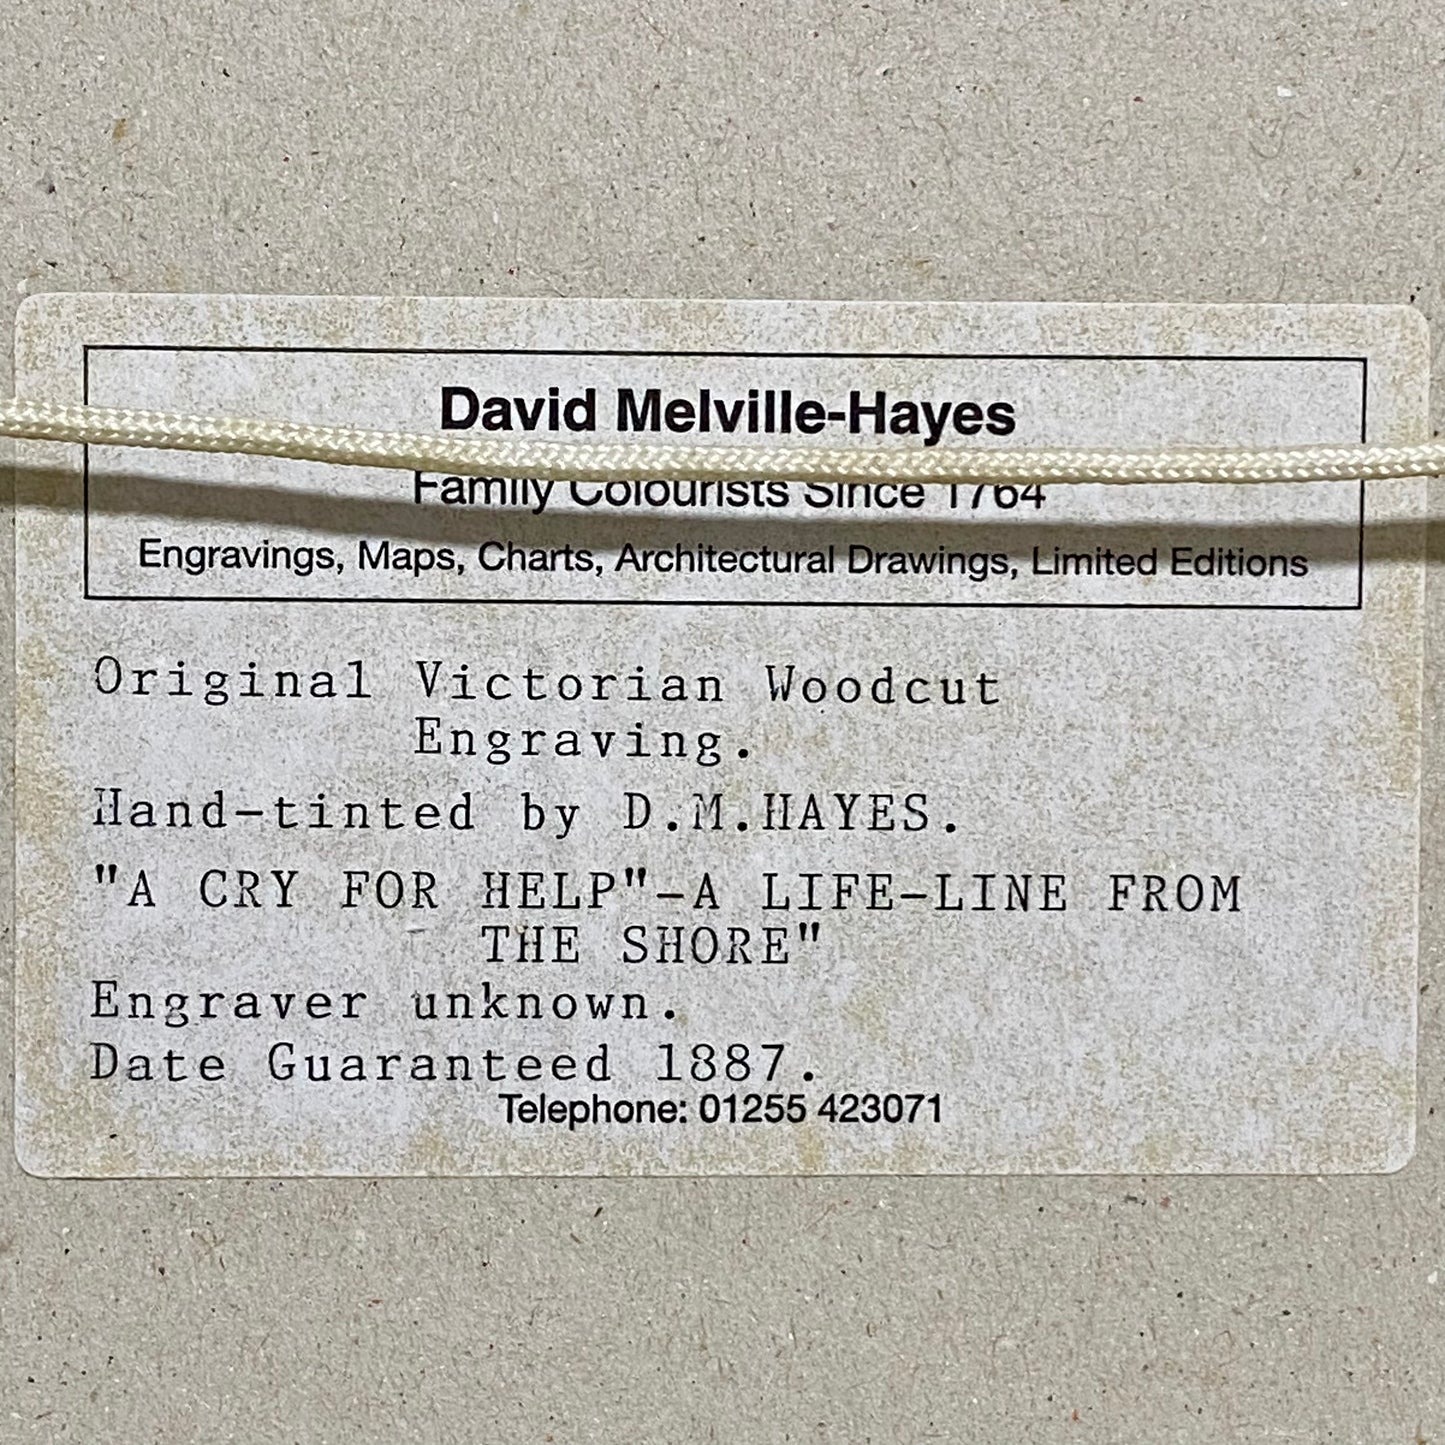 David Melville-Hayes
Family Colourists Since 1764
Engravings, Maps, Charts, Architectural Drawings, Limited Editions
Original Victorian Woodcut
Engraving.
Hand-tinted by D.M.HAYES.
"A CRY FOR HELP"-A LIFE-LINE FROM
THE SHORE"
Engraver unknown.
Date Guaranteed 1887.
Telephone: 01255 423071